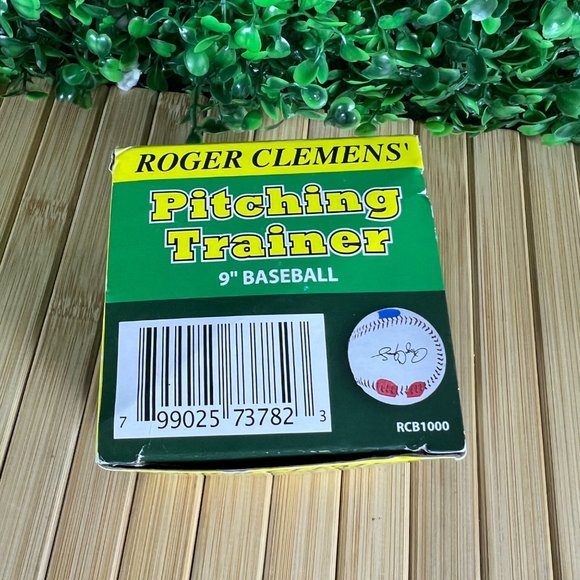 ROGER CLEMENS'
Pitching
Trainer
9" BASEBALL
7 99025 73782 3
RCB1000